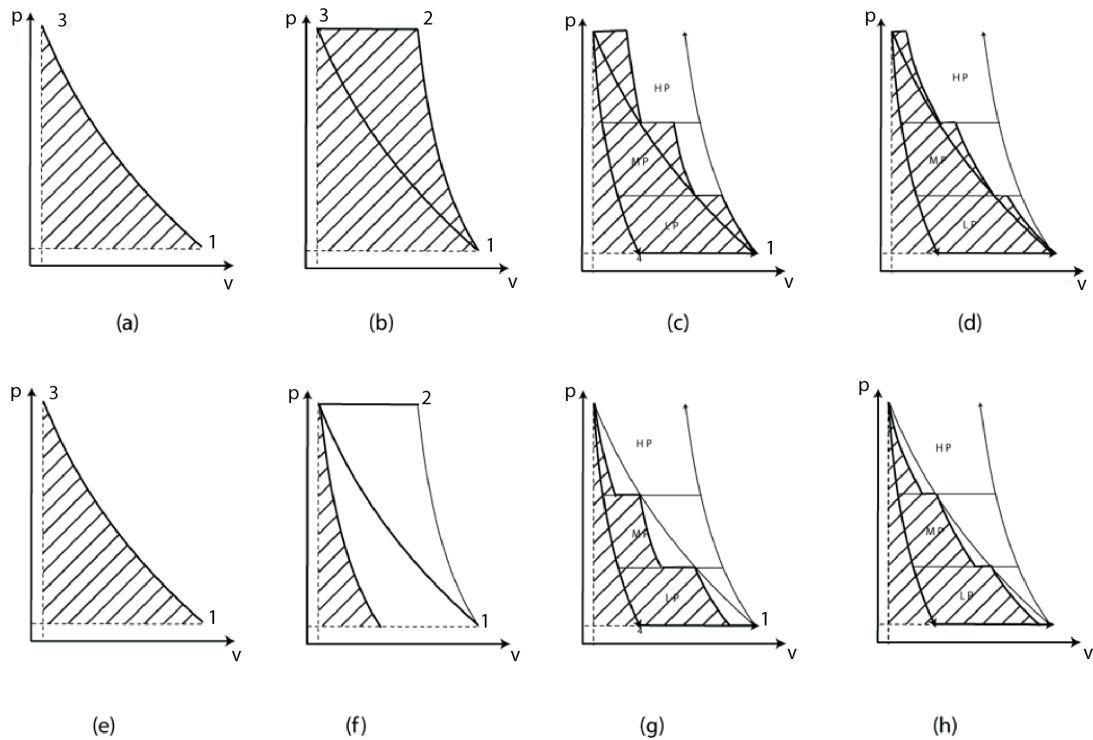 p 3 1 v
p 3 2 1 v
p HP MP LP 1 v
p HP MP LP v
(a) (b) (c) (d)
p 3 1 v
p 2 1 v
p HP MP LP 1 v
p HP MP LP v
(e) (f) (g) (h)